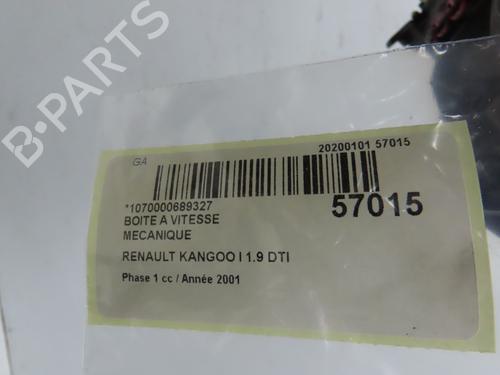 B-PARTS
GA
20200101 57015
*1070000689327
57015
BOITE A VITESSE
MECANIQUE
RENAULT KANGOO I 1.9 DTI
Phase 1 cc / Année 2001